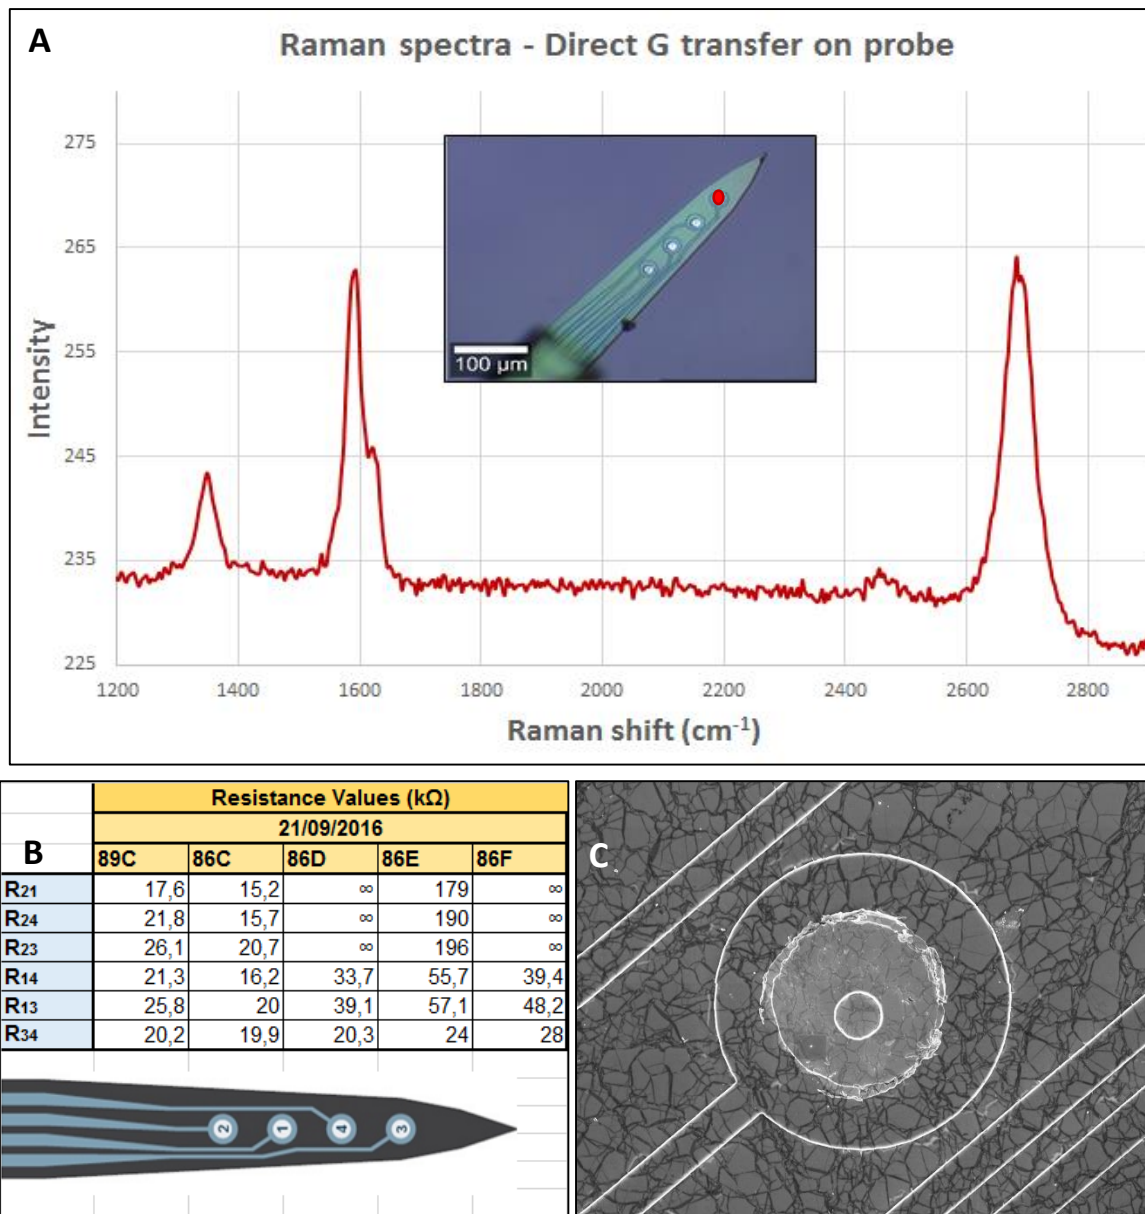 A
Raman spectra - Direct G transfer on probe
275
265
255
245
235
225
Intensity
100 µm
1200 1400 1600 1800 2000 2200 2400 2600 2800
Raman shift (cm-1)
B
Resistance Values (kΩ)
21/09/2016
89C 86C 86D 86E 86F
R21 17,6 15,2 ∞ 179 ∞
R24 21,8 15,7 ∞ 190 ∞
R23 26,1 20,7 ∞ 196 ∞
R14 21,3 16,2 33,7 55,7 39,4
R13 25,8 20 39,1 57,1 48,2
R34 20,2 19,9 20,3 24 28
2 1 4 3
C